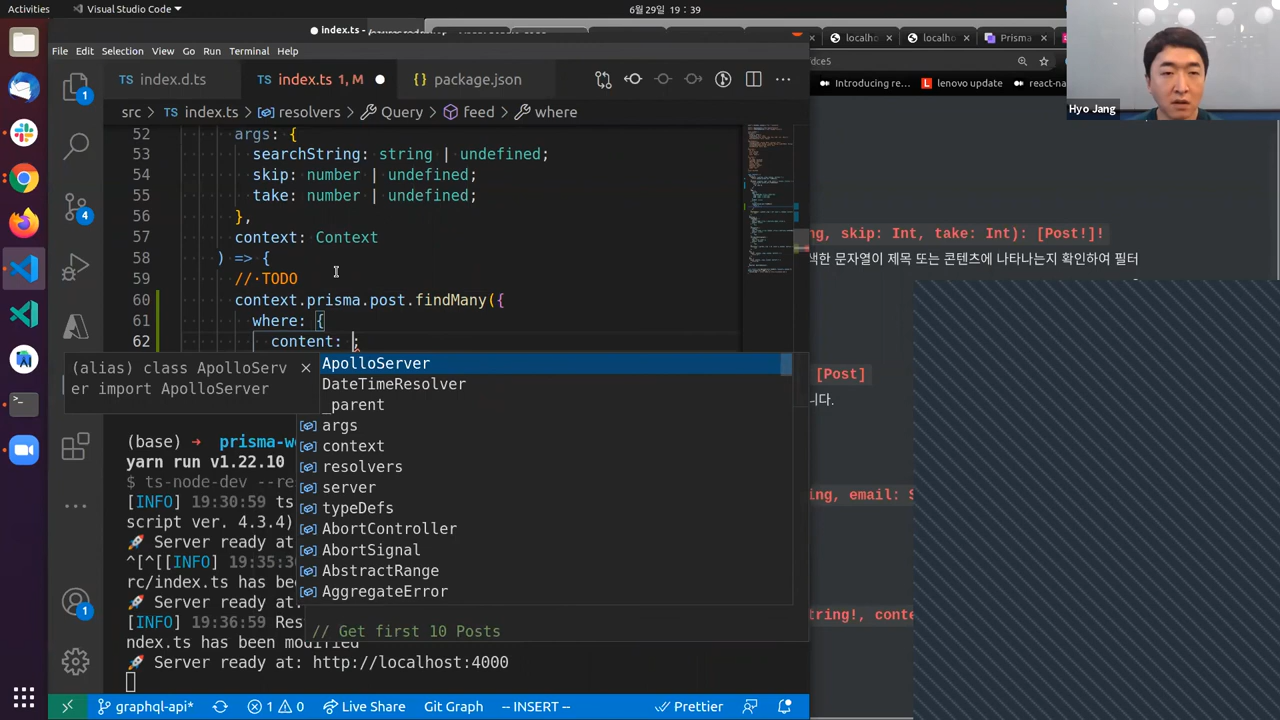 Activities
Visual Studio Code
6월29일 19 : 39
index.ts -
File Edit Selection View Go Run Terminal Help
localho
localho
Prisma
dce5
Introducing re...
lenovo update
react-na
Hyo Jang
TS index.d.ts
TS index.ts 1, M
package.json
src > TS index.ts > resolvers > Query > feed > where
52 args: {
53 searchString: string | undefined;
54 skip: number | undefined;
55 take: number | undefined;
56 },
57 context: Context
58 ) => {
59 // TODO
60 context.prisma.post.findMany({
61 where: {
62 content: ;
(alias) class ApolloServ
er import ApolloServer
ApolloServer
DateTimeResolver
_parent
args
context
resolvers
server
typeDefs
AbortController
AbortSignal
AbstractRange
AggregateError
// Get first 10 Posts
(base) → prisma-w
yarn run v1.22.10
$ ts-node-dev --re
[INFO] 19:30:59 ts
script ver. 4.3.4)
🚀 Server ready at:
^[^[[INFO] 19:35:3
rc/index.ts has be
🚀 Server ready at:
[INFO] 19:36:59 Res
ndex.ts has been modified
🚀 Server ready at: http://localhost:4000
ng, skip: Int, take: Int): [Post!]!
색한 문자열이 제목 또는 콘텐츠에 나타나는지 확인하여 필터
[Post]
니다.
ing, email: S
tring!, conte
1
4
1
1
graphql-api*
1 0
Live Share
Git Graph
-- INSERT --
Prettier